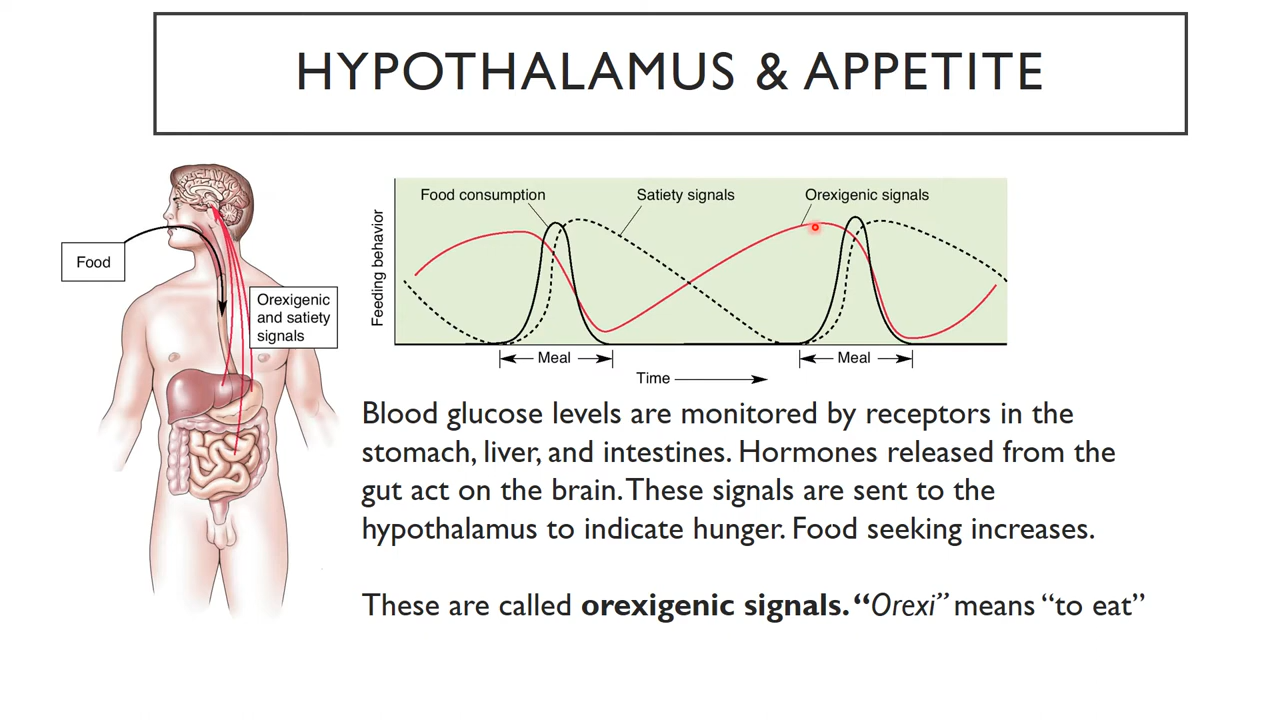 HYPOTHALAMUS & APPETITE
Food
Orexigenic
and satiety
signals
Feeding behavior
Food consumption
Satiety signals
Orexigenic signals
Meal
Meal
Time
Blood glucose levels are monitored by receptors in the
stomach, liver, and intestines. Hormones released from the
gut act on the brain. These signals are sent to the
hypothalamus to indicate hunger. Food seeking increases.
These are called orexigenic signals. “Orexi” means “to eat”